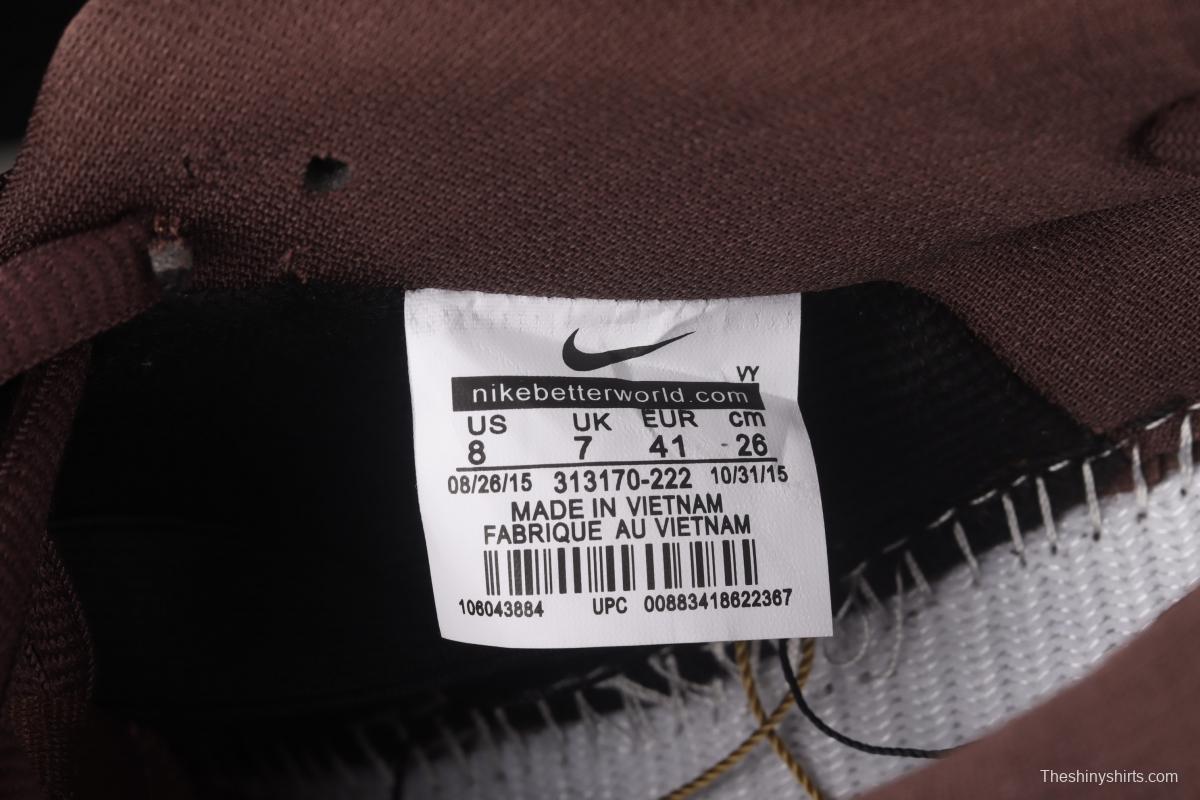 VY
nikebetterworld.com
US UK EUR cm
8 7 41 - 26
08/26/15 313170-222 10/31/15
MADE IN VIETNAM
FABRIQUE AU VIETNAM
106043884 UPC 00883418622367
Theshinyshirts.com